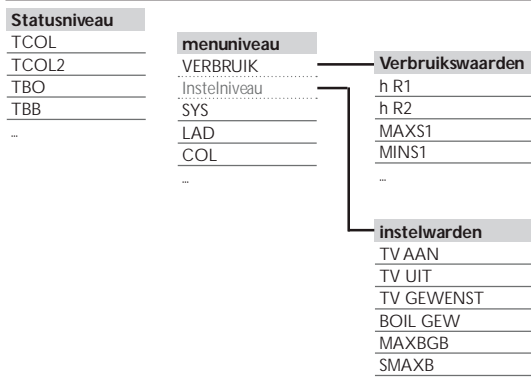 Statusniveau
TCOL
TCOL2
TBO
TBB
...
menuniveau
VERBRUIK
Instelniveau
SYS
LAD
COL
...
Verbruikswaarden
h R1
h R2
MAXS1
MINS1
...
instelwarden
TV AAN
TV UIT
TV GEWENST
BOIL GEW
MAXBGB
SMAXB